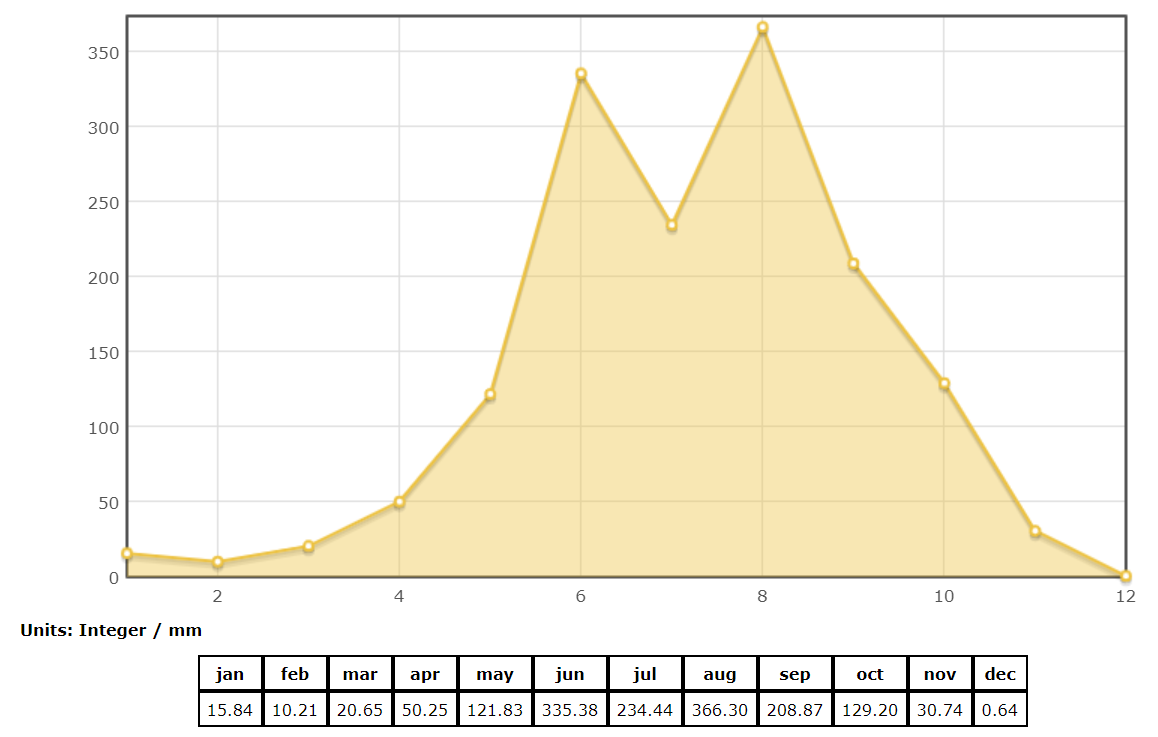 350
300
250
200
150
100
50
0
2 4 6 8 10 12
Units: Integer / mm
jan feb mar apr may jun jul aug sep oct nov dec
15.84 10.21 20.65 50.25 121.83 335.38 234.44 366.30 208.87 129.20 30.74 0.64